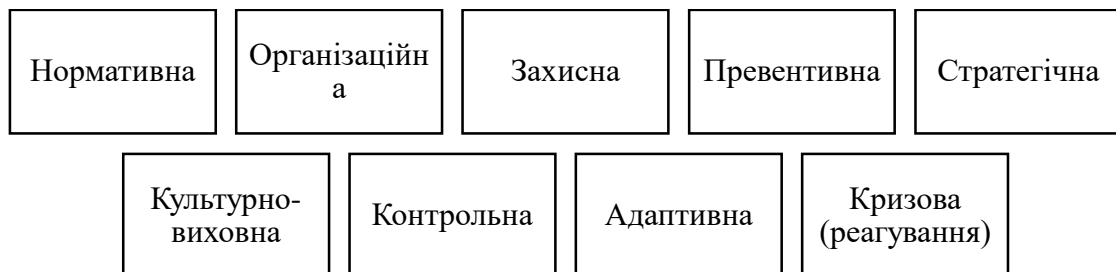 Нормативна
Організаційн
а
Захисна
Превентивна
Стратегічна
Культурно-
виховна
Контрольна
Адаптивна
Кризова
(реагування)